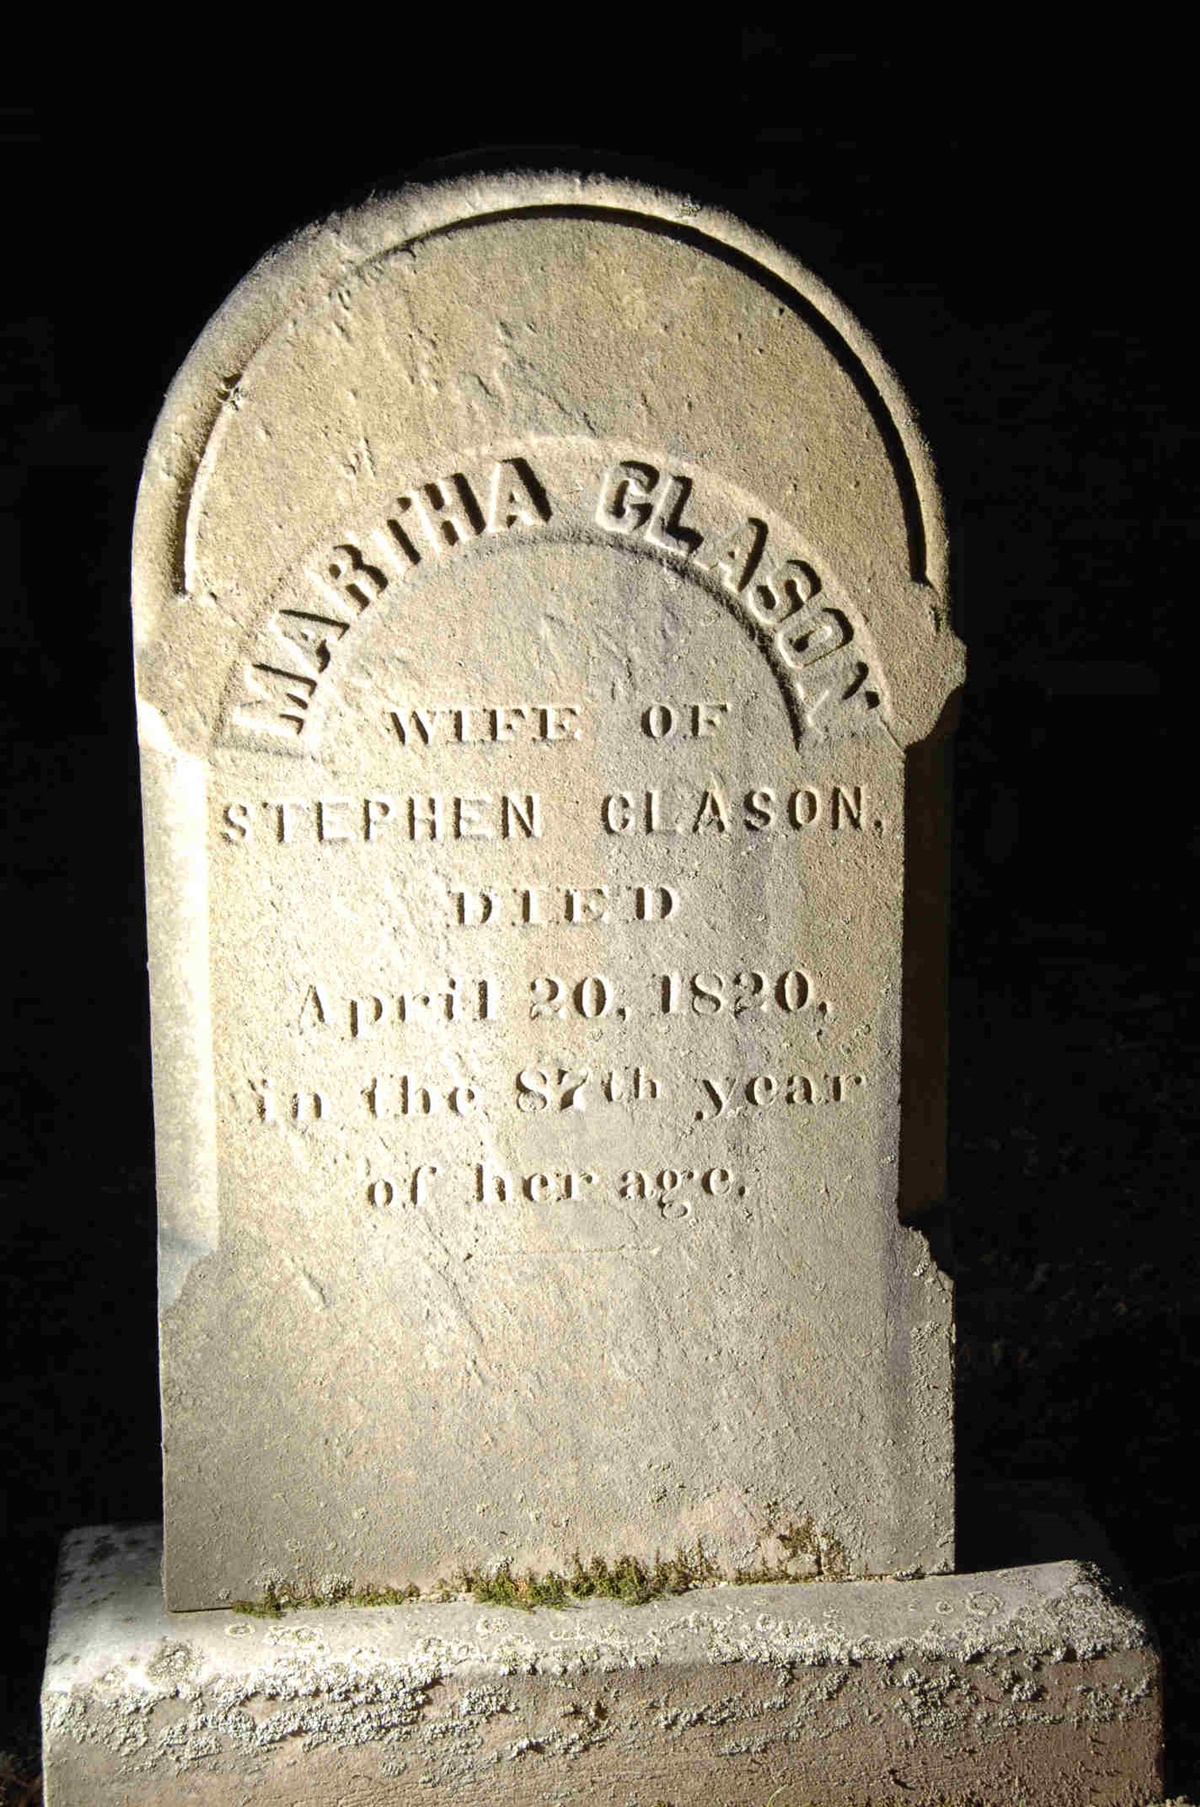 MARTHA CLASON
WIFE OF
STEPHEN CLASON,
DIED
April 20, 1820,
in the 87th year
of her age.